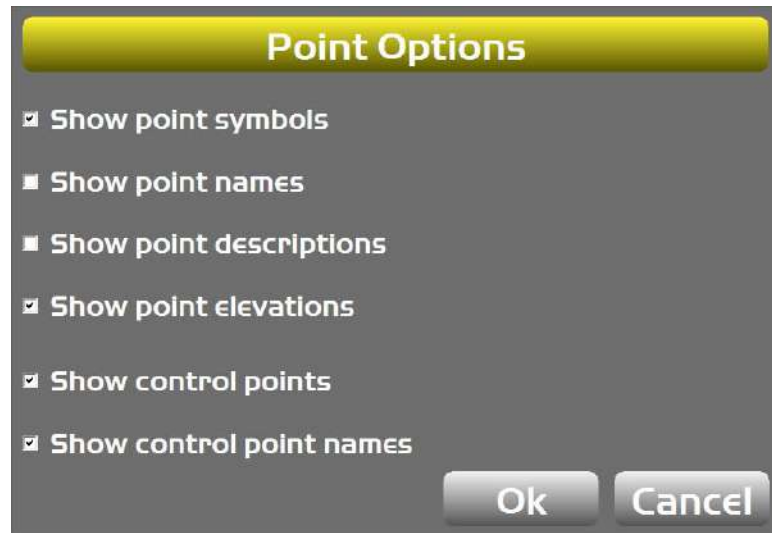 Point Options
Show point symbols
Show point names
Show point descriptions
Show point elevations
Show control points
Show control point names
Ok Cancel